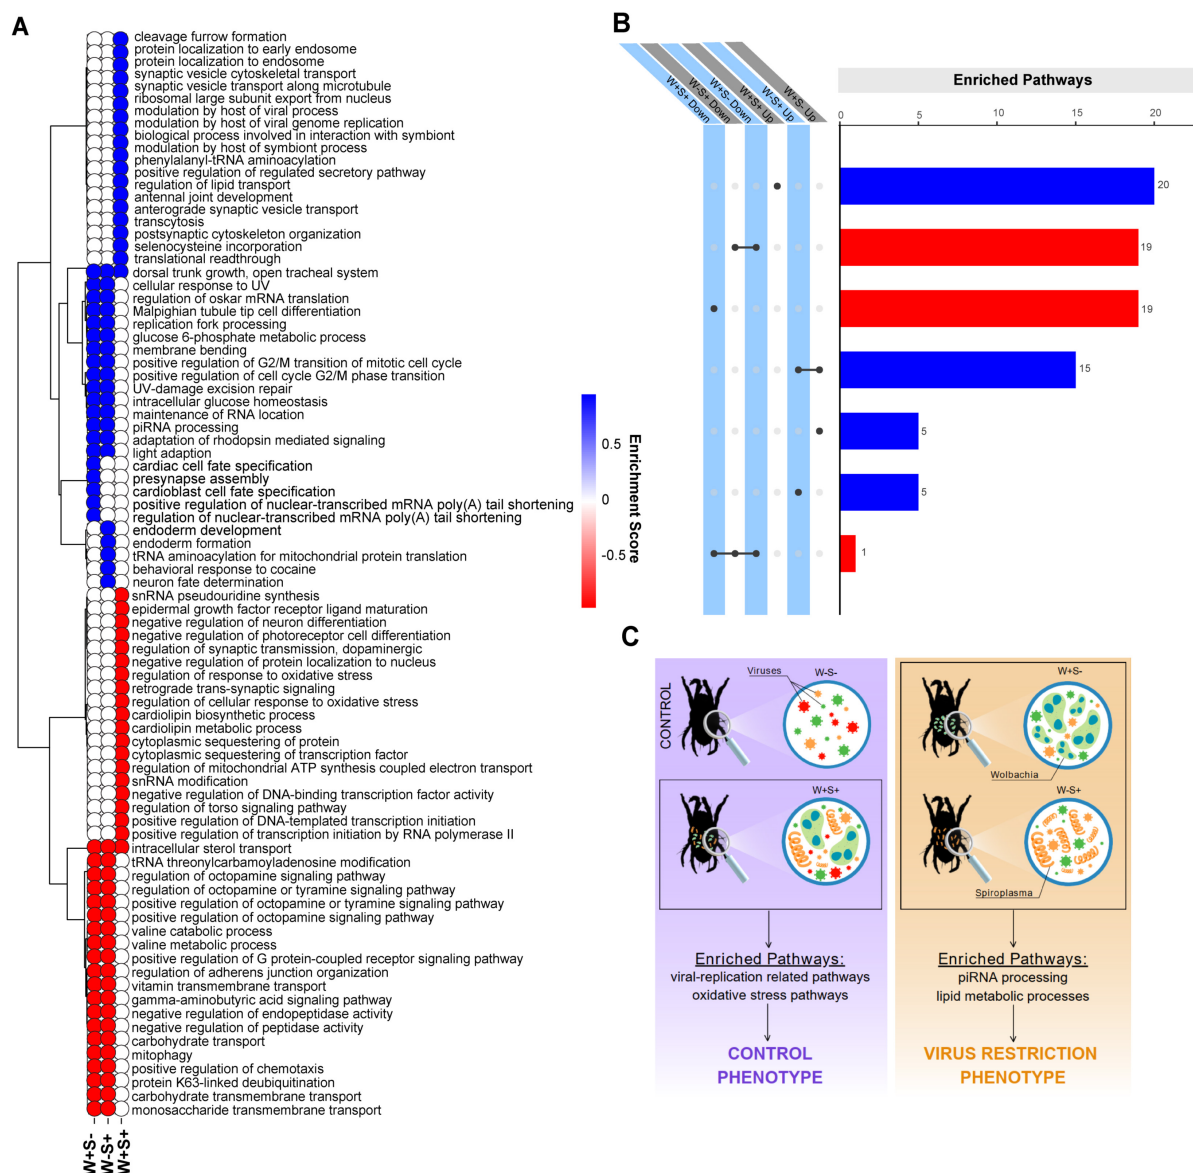 A
cleavage furrow formation
protein localization to early endosome
protein localization to endosome
synaptic vesicle cytoskeletal transport
synaptic vesicle transport along microtubule
ribosomal large subunit export from nucleus
modulation by host of viral process
modulation by host of viral genome replication
biological process involved in interaction with symbiont
modulation by host of symbiont process
phenylalanyl-tRNA aminoacylation
positive regulation of regulated secretory pathway
regulation of lipid transport
antennal joint development
anterograde synaptic vesicle transport
transcytosis
postsynaptic cytoskeleton organization
selenocysteine incorporation
translational readthrough
dorsal trunk growth, open tracheal system
cellular response to UV
regulation of oskar mRNA translation
Malpighian tubule tip cell differentiation
replication fork processing
glucose 6-phosphate metabolic process
membrane bending
positive regulation of G2/M transition of mitotic cell cycle
positive regulation of cell cycle G2/M phase transition
UV-damage excision repair
intracellular glucose homeostasis
maintenance of RNA location
piRNA processing
adaptation of rhodopsin mediated signaling
light adaption
cardiac cell fate specification
presynapse assembly
cardioblast cell fate specification
positive regulation of nuclear-transcribed mRNA poly(A) tail shortening
regulation of nuclear-transcribed mRNA poly(A) tail shortening
endoderm development
endoderm formation
tRNA aminoacylation for mitochondrial protein translation
behavioral response to cocaine
neuron fate determination
snRNA pseudouridine synthesis
epidermal growth factor receptor ligand maturation
negative regulation of neuron differentiation
negative regulation of photoreceptor cell differentiation
regulation of synaptic transmission, dopaminergic
negative regulation of protein localization to nucleus
regulation of response to oxidative stress
retrograde trans-synaptic signaling
regulation of cellular response to oxidative stress
cardiolipin biosynthetic process
cardiolipin metabolic process
cytoplasmic sequestering of protein
cytoplasmic sequestering of transcription factor
regulation of mitochondrial ATP synthesis coupled electron transport
snRNA modification
negative regulation of DNA-binding transcription factor activity
regulation of torso signaling pathway
positive regulation of DNA-templated transcription initiation
positive regulation of transcription initiation by RNA polymerase II
intracellular sterol transport
tRNA threonylcarbamoyladenosine modification
regulation of octopamine signaling pathway
regulation of octopamine or tyramine signaling pathway
positive regulation of octopamine or tyramine signaling pathway
positive regulation of octopamine signaling pathway
valine catabolic process
valine metabolic process
positive regulation of G protein-coupled receptor signaling pathway
regulation of adherens junction organization
vitamin transmembrane transport
gamma-aminobutyric acid signaling pathway
negative regulation of endopeptidase activity
negative regulation of peptidase activity
carbohydrate transport
mitophagy
positive regulation of chemotaxis
protein K63-linked deubiquitination
carbohydrate transmembrane transport
monosaccharide transmembrane transport
W+S-
W-S+
W+S+
0.5
0
-0.5
Enrichment Score
B
W+S+ Down
W-S+ Down
W+S- Down
W+S+ Up
W-S+ Up
W+S- Up
Enriched Pathways
0
5
10
15
20
20
19
19
15
5
5
1
C
CONTROL
Viruses
W-S-
W+S+
Enriched Pathways:
viral-replication related pathways
oxidative stress pathways
CONTROL
PHENOTYPE
W+S-
Wolbachia
W-S+
Spiroplasma
Enriched Pathways:
piRNA processing
lipid metabolic processes
VIRUS RESTRICTION
PHENOTYPE